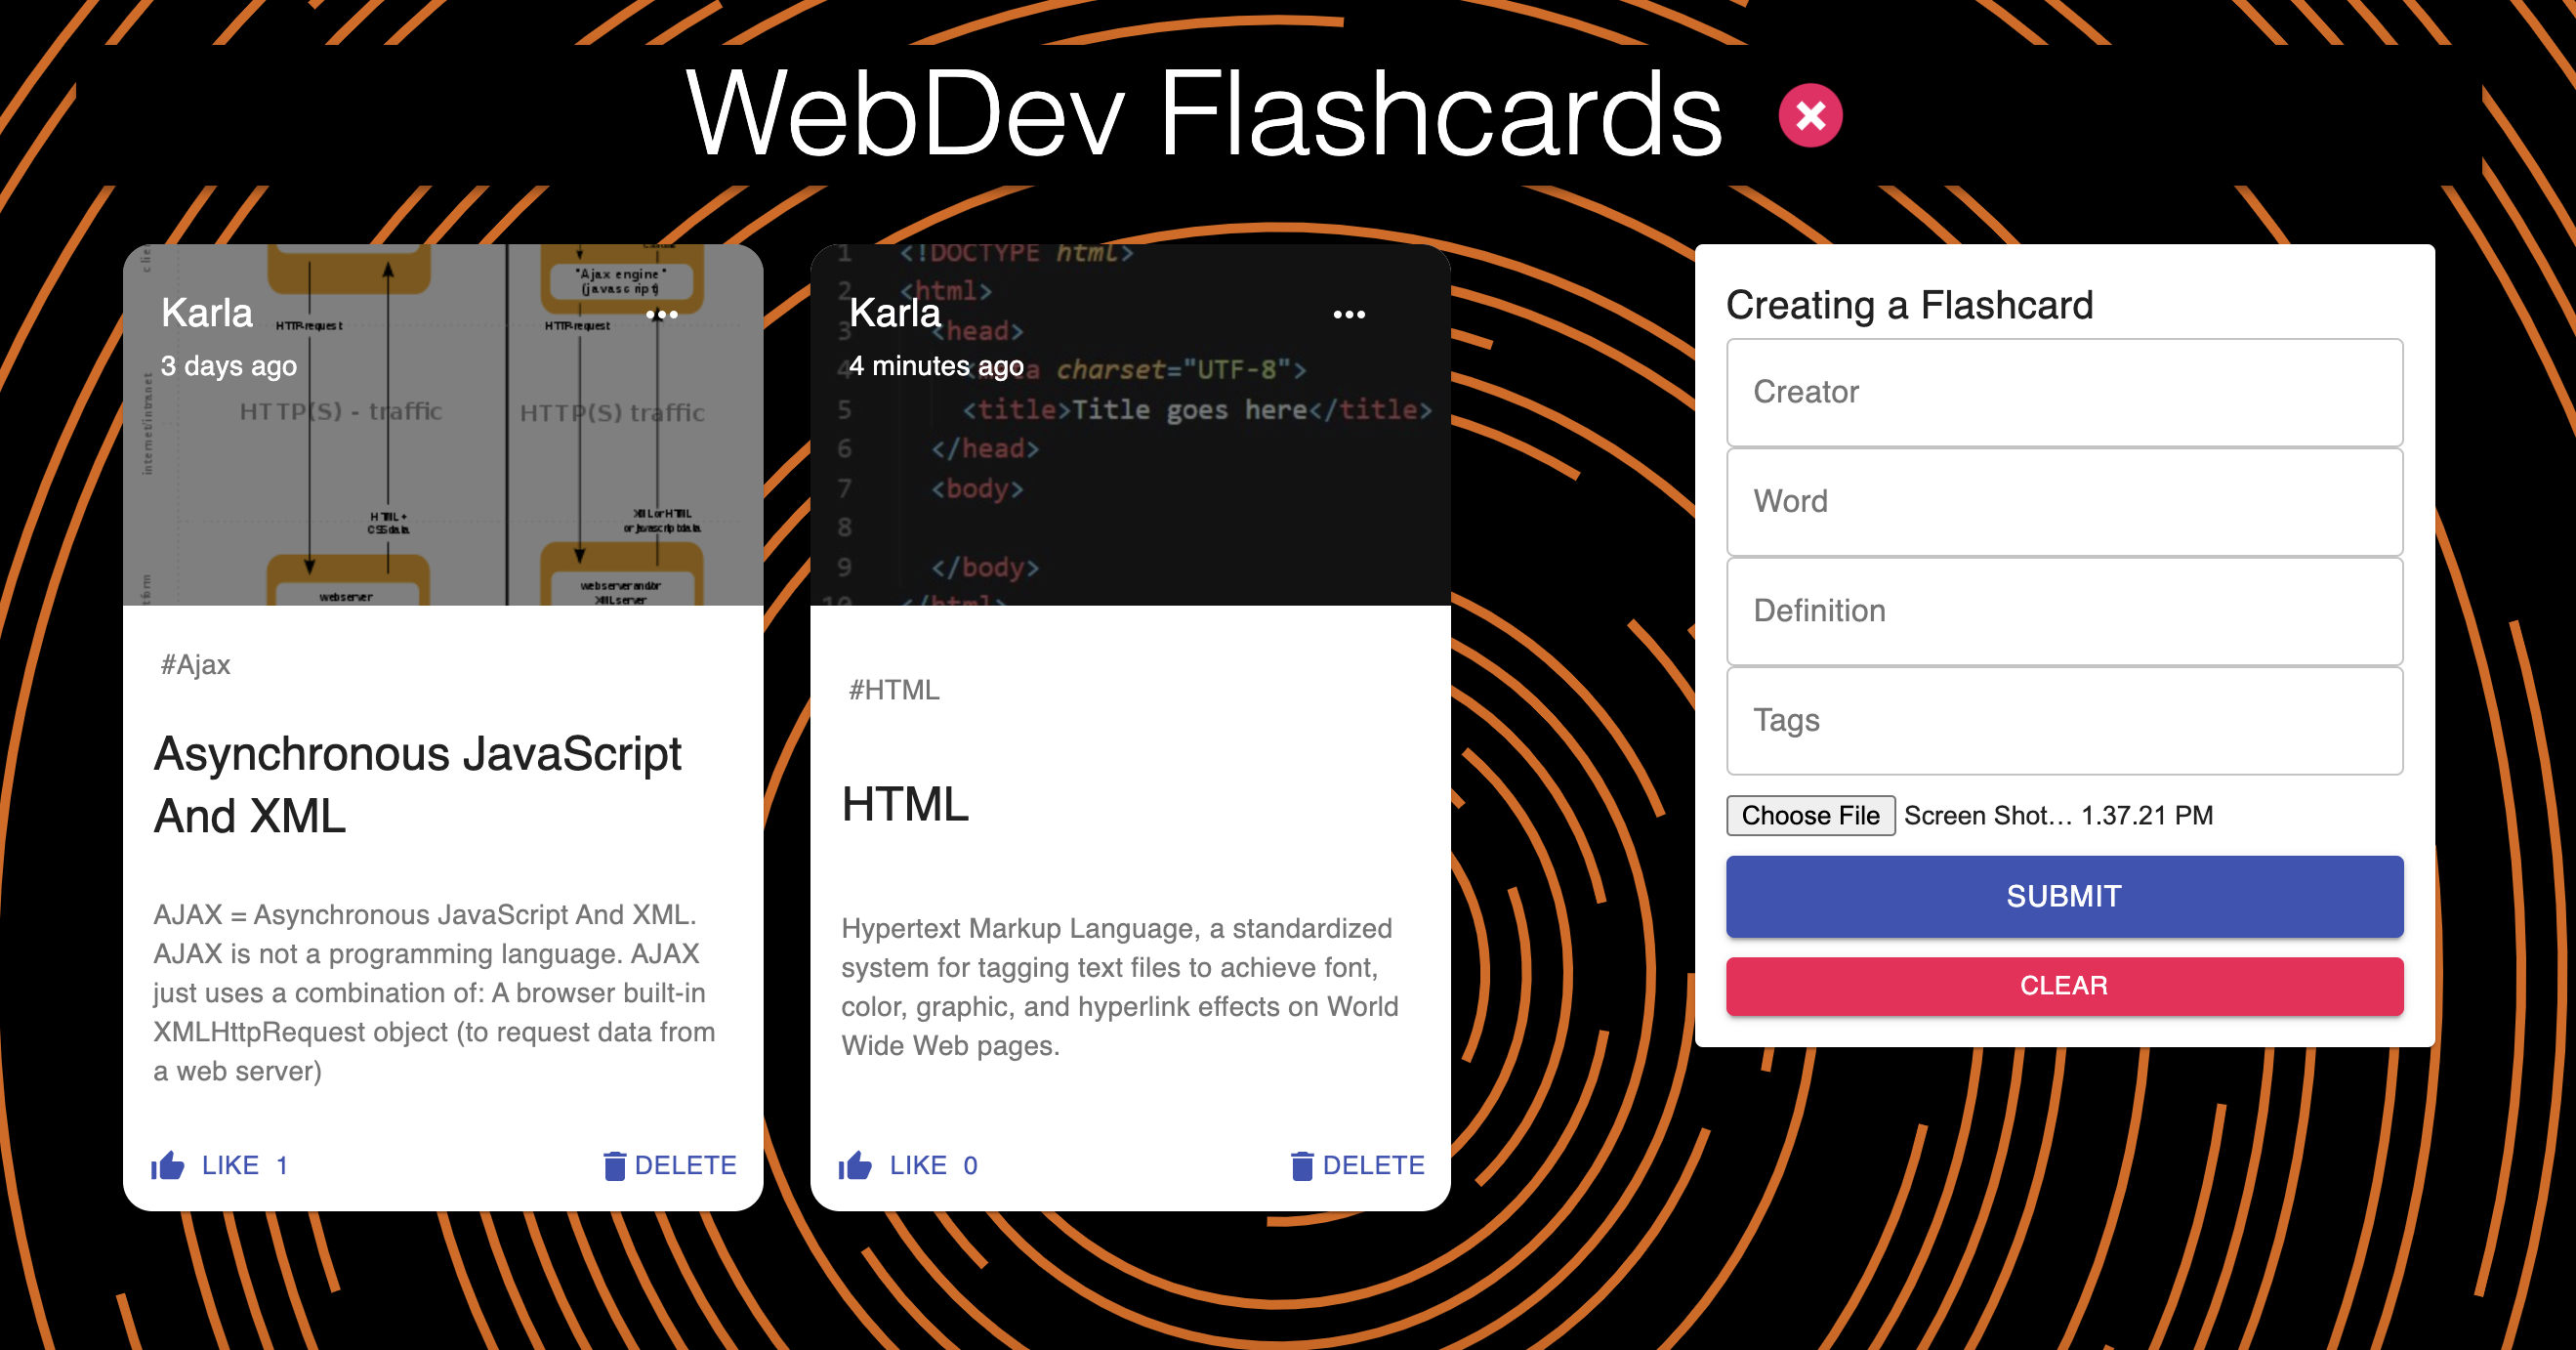 WebDev Flashcards
"Ajax engine"
(javascript)
Karla
HTTP-request
HTTP-request
3 days ago
internet/intranet
HTTP(S) - traffic
HTTP(S) traffic
HTML +
CSS data
XML or HTML
or javascript data
webserver
webserver and/or
XML server
#Ajax
Asynchronous JavaScript
And XML
AJAX = Asynchronous JavaScript And XML.
AJAX is not a programming language. AJAX
just uses a combination of: A browser built-in
XMLHttpRequest object (to request data from
a web server)
LIKE 1
DELETE
1 <!DOCTYPE html>
2 <html>
Karla
3 <head>
4 minutes ago
4 charset="UTF-8">
5 <title>Title goes here</title>
6 </head>
7 <body>
8
9 </body>
10 </html>
#HTML
HTML
Hypertext Markup Language, a standardized
system for tagging text files to achieve font,
color, graphic, and hyperlink effects on World
Wide Web pages.
LIKE 0
DELETE
Creating a Flashcard
Creator
Word
Definition
Tags
Choose File Screen Shot… 1.37.21 PM
SUBMIT
CLEAR